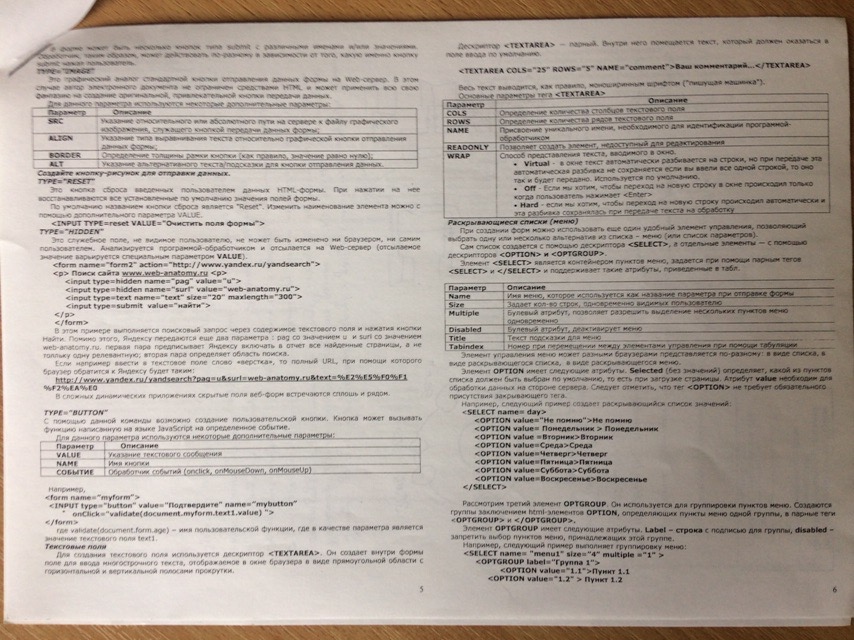 в форме может быть несколько кнопок типа submit с различными именами и/или значениями.
Обработчик, таким образом, может действовать по-разному в зависимости от того, какую именно кнопку
submit нажал пользователь.
TYPE="IMAGE"
Это графический аналог стандартной кнопки отправления данных формы на Web-сервер. В этом
случае автор электронного документа не ограничен средствами HTML и может применить всю свою
фантазию на создание оригинальной, привлекательной кнопки передачи данных.
Для данного параметра используются некоторые дополнительные параметры:
Параметр Описание
SRC Указание относительного или абсолютного пути на сервере к файлу графического
изображения, служащего кнопкой передачи данных формы;
ALIGN Указание типа выравнивания текста относительно графической кнопки отправления
данных формы;
BORDER Определение толщины рамки кнопки (как правило, значение равно нулю);
ALT Указание альтернативного текста/подсказки для кнопки отправления данных.
Создайте кнопку-рисунок для отправки данных.
TYPE="RESET"
Это кнопка сброса введенных пользователем данных HTML-формы. При нажатии на нее
восстанавливаются все установленные по умолчанию значения полей формы.
По умолчанию названием кнопки сброса является "Reset". Изменить наименование элемента можно с
помощью дополнительного параметра VALUE.
<INPUT TYPE=reset VALUE="Очистить поля формы">
TYPE="HIDDEN"
Это служебное поле, не видимое пользователю, не может быть изменено ни браузером, ни самим
пользователем. Анализируется программой-обработчиком и отсылается на Web-сервер (отсылаемое
значение варьируется специальным параметром VALUE).
<form name="form2" action="http://www.yandex.ru/yandsearch">
<p> Поиск сайта www.web-anatomy.ru <p>
<input type=hidden name="pag" value="u">
<input type=hidden name="surl" value="web-anatomy.ru">
<input type=text name="text" size="20" maxlength="300">
<input type=submit value="найти">
</p>
</form>
В этом примере выполняется поисковый запрос через содержимое текстового поля и нажатия кнопки
Найти. Помимо этого, Яндексу передаются еще два параметра : pag со значением u и surl со значением
web-anatomy.ru. первая пара предписывает Яндексу включать в отчет все найденные страницы, а не
только одну релевантную; вторая пара определяет область поиска.
Если например ввести в текстовое поле слово «верстка», то полный URL, при помощи которого
браузер обратится к Яндексу будет таким:
http://www.yandex.ru/yandsearch?pag=u&surl=web-anatomy.ru&text=%E2%E5%F0%F1
%F2%EA%E0
В сложных динамических приложениях скрытые поля веб-форм встречаются сплошь и рядом.
TYPE="BUTTON"
С помощью данной команды возможно создание пользовательской кнопки. Кнопка может вызывать
функцию написанную на языке JavaScript на определенное событие.
Для данного параметра используются некоторые дополнительные параметры:
Параметр Описание
VALUE Указание текстового сообщения
NAME Имя кнопки
СОБЫТИЕ Обработчик событий (onclick, onMouseDown, onMouseUp)
Например,
<form name="myform">
<INPUT type="button" value="Подтвердите" name="mybutton"
" onClick="validate(document.myform.text1.value) ">
</form>
где validate(document.form.age) – имя пользовательской функции, где в качестве параметра является
значение текстового поля text1.
Текстовые поля
Для создания текстового поля используется дескриптор <TEXTAREA>. Он создает внутри формы
поле для ввода многострочного текста, отображаемое в окне браузера в виде прямоугольной области с
горизонтальной и вертикальной полосами прокрутки.
5
Дескриптор <TEXTAREA> — парный. Внутри него помещается текст, который должен оказаться в
поле ввода по умолчанию.
<TEXTAREA COLS="25" ROWS="5" NAME="comment">Ваш комментарий...</TEXTAREA>
Весь текст выводится, как правило, моноширинным шрифтом ("пишущая машинка").
Основные параметры тега <TEXTAREA>
Параметр Описание
COLS Определение количества столбцов текстового поля
ROWS Определение количества рядов текстового поля
NAME Присвоение уникального имени, необходимого для идентификации программой-
обработчиком
READONLY Позволяет создать элемент, недоступный для редактирования
WRAP Способ представления текста, вводимого в окно.
• Virtual - в окне текст автоматически разбивается на строки, но при передаче эта
автоматическая разбивка не сохраняется если вы ввели все одной строкой, то оно
так и будет передано. Используется по умолчанию.
• Off - Если мы хотим, чтобы переход на новую строку в окне происходил только
когда пользователь нажимает <Enter>
• Hard - если мы хотим, чтобы переход на новую строку происходил автоматически и
эта разбивка сохранялась при передаче текста на обработку
Раскрывающиеся списки (меню)
При создании форм можно использовать еще один удобный элемент управления, позволяющий
выбрать одну или несколько альтернатив из списка – меню (или список параметров).
Сам список создается с помощью дескриптора <SELECT>, а отдельные элементы — с помощью
дескрипторов <OPTION> и <OPTGROUP>.
Элемент <SELECT> является контейнером пунктов меню, задается при помощи парным тегов
<SELECT> и </SELECT> и поддерживает такие атрибуты, приведенные в табл.
Параметр Описание
Name Имя меню, которое используется как название параметра при отправке формы
Size Задает кол-во строк, одновременно видимых пользователю
Multiple Булевый атрибут, позволяет разрешить выделение нескольких пунктов меню
одновременно
Disabled Булевый атрибут, деактивирует меню
Title Текст подсказки для меню
Tabindex Номер при перемещении между элементами управления при помощи табуляции
Элемент управления меню может разными браузерами представляется по-разному: в виде списка, в
виде раскрывающегося списка, в виде раскрывающегося меню.
Элемент OPTION имеет следующие атрибуты. Selected (без значений) определяет, какой из пунктов
списка должен быть выбран по умолчанию, то есть при загрузке страницы. Атрибут value необходим для
обработки данных на стороне сервера. Следует отметить, что тег <OPTION> не требует обязательного
присутствия закрывающего тега.
Например, следующий пример создает раскрывающийся список значений:
<SELECT name= day>
<OPTION value="Не помню">Не помню
<OPTION value= Понедельник > Понедельник
<OPTION value =Вторник>Вторник
<OPTION value=Среда>Среда
<OPTION value=Четверг>Четверг
<OPTION value=Пятница>Пятница
<OPTION value=Суббота>Суббота
<OPTION value=Воскресенье>Воскресенье
</SELECT>
Рассмотрим третий элемент OPTGROUP. Он используется для группировки пунктов меню. Создаются
группы заключением html-элементов OPTION, определяющих пункты меню одной группы, в парные теги
<OPTGROUP> и </OPTGROUP>.
Элемент OPTGROUP имеет следующие атрибуты. Label – строка с подписью для группы, disabled –
запретить выбор пунктов меню, принадлежащих этой группе.
Например, следующий пример выполняет группировку меню:
<SELECT name= "menu1" size="4" multiple ="1" >
<OPTGROUP label="Группа 1">
<OPTION value="1.1">Пункт 1.1
<OPTION value="1.2" > Пункт 1.2
6